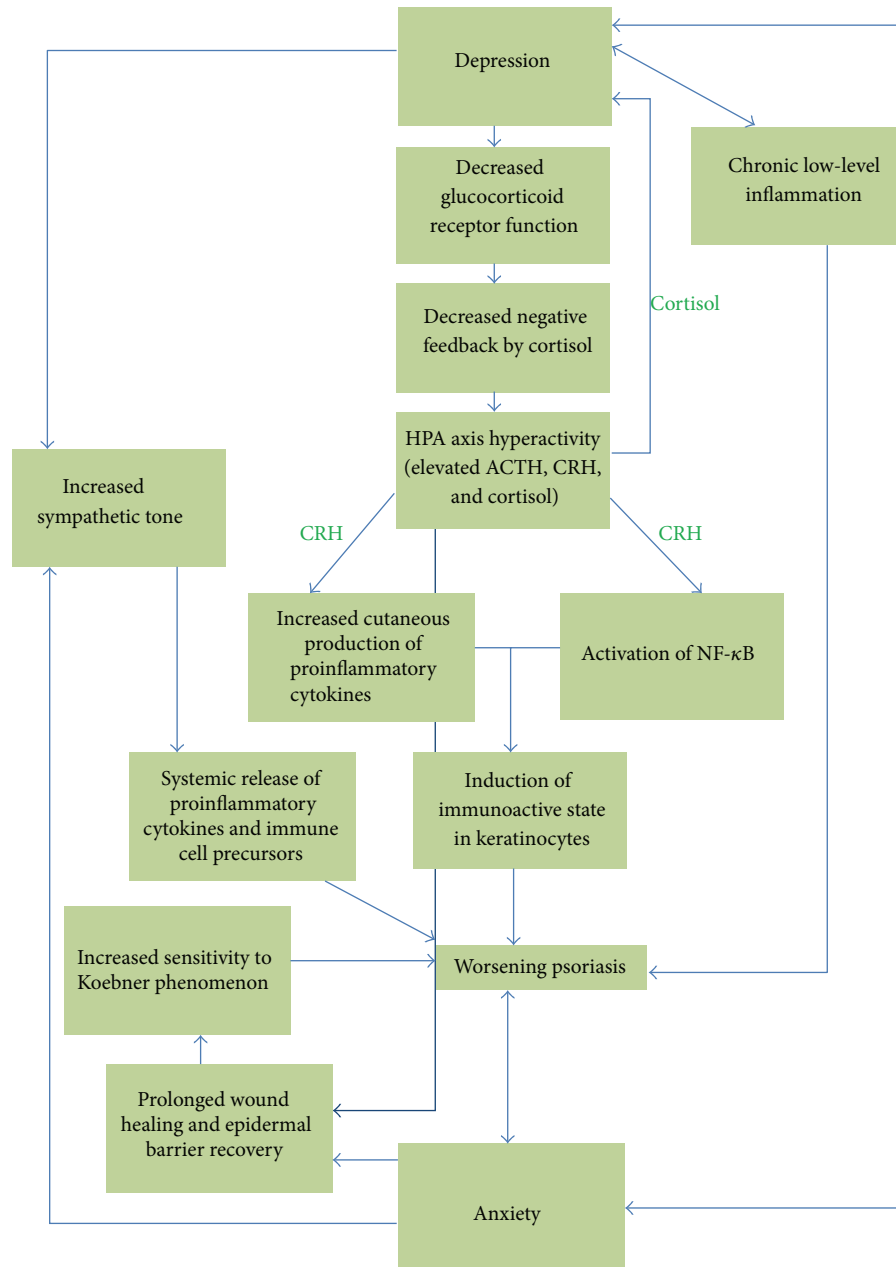 Depression
Chronic low-level
inflammation
Decreased
glucocorticoid
receptor function
Cortisol
Decreased negative
feedback by cortisol
HPA axis hyperactivity
(elevated ACTH, CRH,
and cortisol)
Increased
sympathetic tone
CRH
CRH
Increased cutaneous
production of
proinflammatory
cytokines
Activation of NF-κB
Systemic release of
proinflammatory
cytokines and immune
cell precursors
Induction of
immunoactive state
in keratinocytes
Increased sensitivity to
Koebner phenomenon
Worsening psoriasis
Prolonged wound
healing and epidermal
barrier recovery
Anxiety